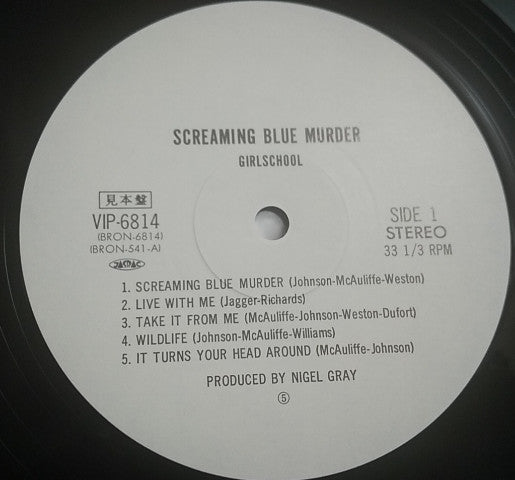 SCREAMING BLUE MURDER
GIRLSCHOOL
見本盤
VIP-6814
(BRON-6814)
(BRON-541-A)
JASRAC
SIDE 1
STEREO
33 1/3 RPM
1. SCREAMING BLUE MURDER (Johnson-McAuliffe-Weston)
2. LIVE WITH ME (Jagger-Richards)
3. TAKE IT FROM ME (McAuliffe-Johnson-Weston-Dufort)
4. WILDLIFE (Johnson-McAuliffe-Williams)
5. IT TURNS YOUR HEAD AROUND (McAuliffe-Johnson)
PRODUCED BY NIGEL GRAY
⑤